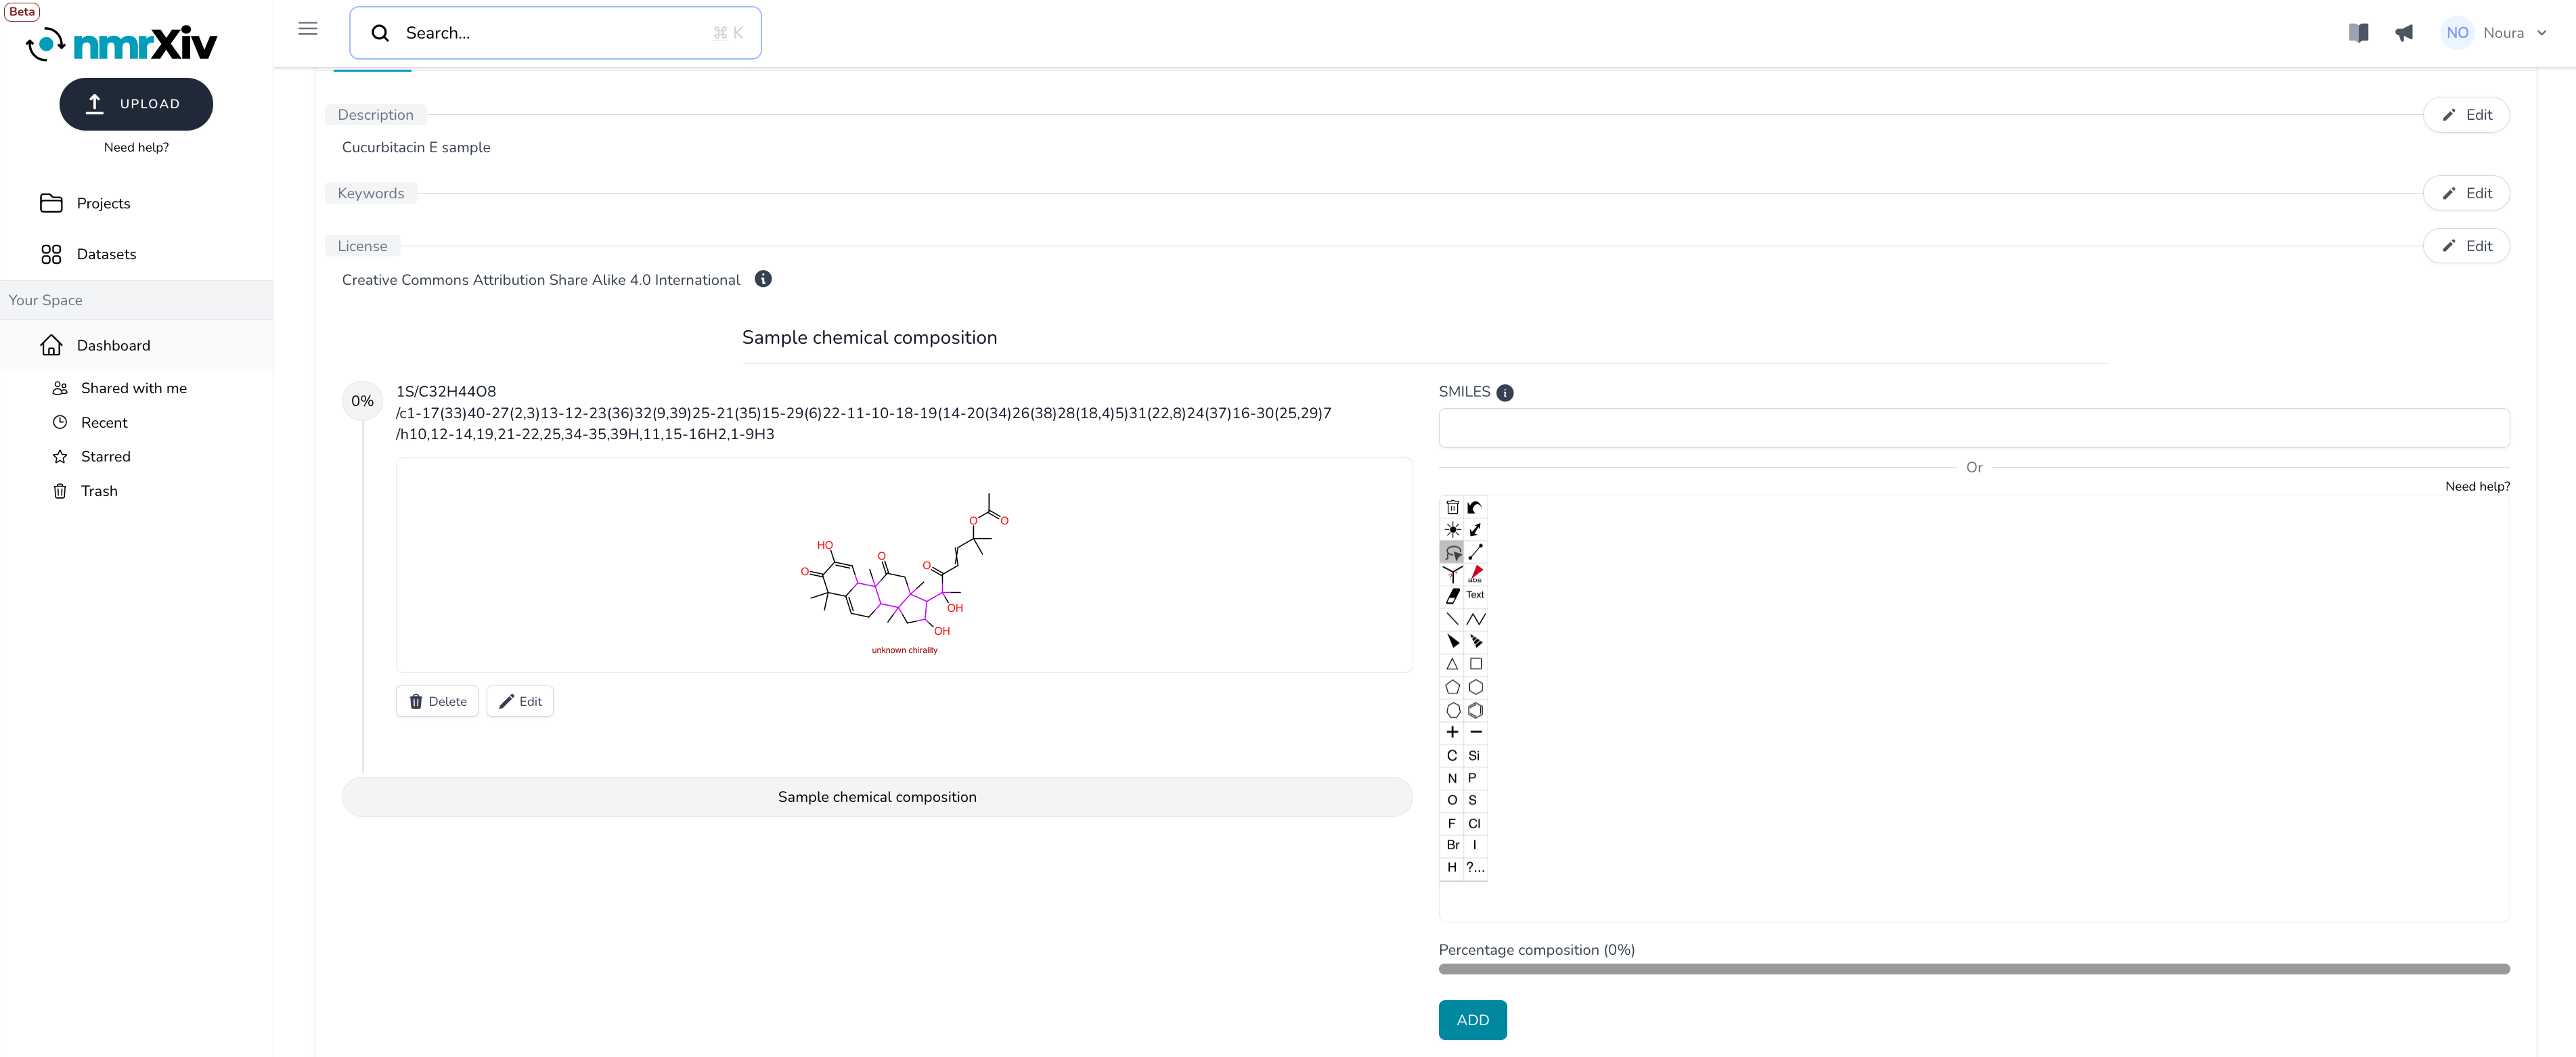 Beta
nmrXiv
UPLOAD
Need help?
Projects
Datasets
Your Space
Dashboard
Shared with me
Recent
Starred
Trash
Search...
⌘ K
NO
Noura
Description
Edit
Cucurbitacin E sample
Keywords
Edit
License
Edit
Creative Commons Attribution Share Alike 4.0 International
Sample chemical composition
0%
1S/C32H44O8
/c1-17(33)40-27(2,3)13-12-23(36)32(9,39)25-21(35)15-29(6)22-11-10-18-19(14-20(34)26(38)28(18,4)5)31(22,8)24(37)16-30(25,29)7
/h10,12-14,19,21-22,25,34-35,39H,11,15-16H2,1-9H3
O
O
HO
O
O
O
OH
OH
unknown chirality
Delete
Edit
Sample chemical composition
SMILES
Or
Need help?
abs
Text
C
Si
N
P
O
S
F
Cl
Br
I
H
?...
Percentage composition (0%)
ADD